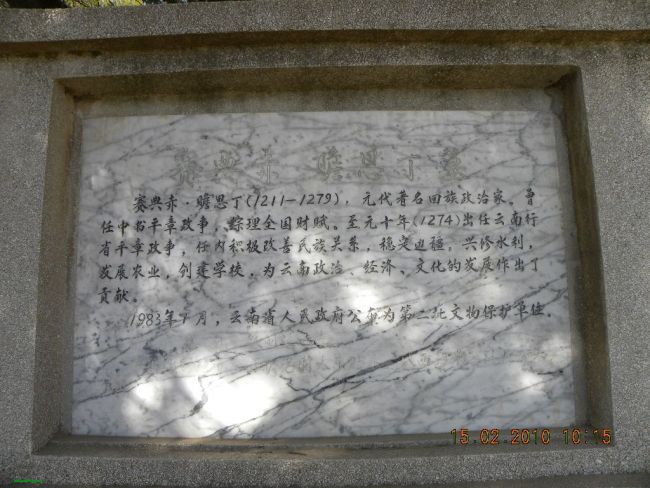 赛典赤·瞻思丁墓
赛典赤·瞻思丁(1211—1279)，元代著名回族政治家。曾
任中书平章政事，综理全国财赋。至元十年(1274)出任云南行
省平章政事，任内积极改善民族关系，稳定边疆，兴修水利，
发展农业，创建学校，为云南政治、经济、文化的发展作出了
贡献。
1983年1月，云南省人民政府公布为第二批文物保护单位。
15.02.2010 10:15